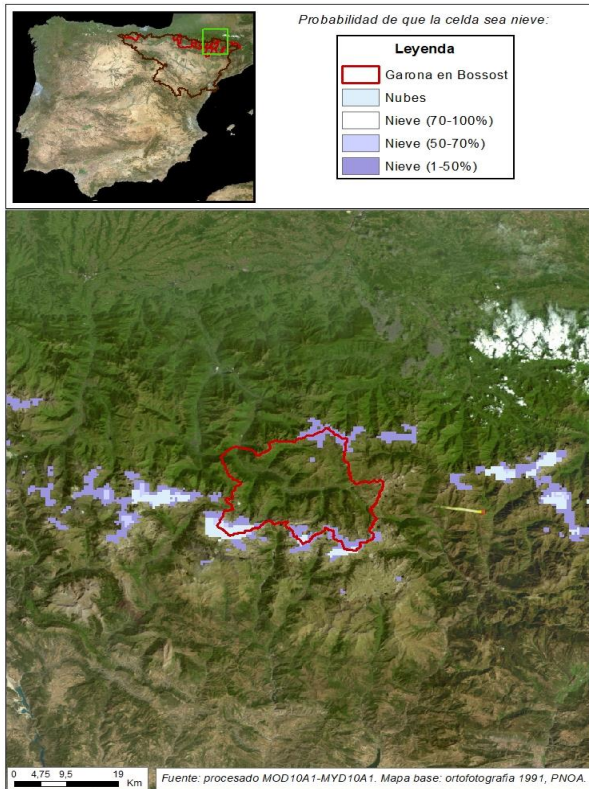 Probabilidad de que la celda sea nieve:
Leyenda
Garona en Bossost
Nubes
Nieve (70-100%)
Nieve (50-70%)
Nieve (1-50%)
0 4,75 9,5 19
Km
Fuente: procesado MOD10A1-MYD10A1. Mapa base: ortofotografía 1991, PNOA.